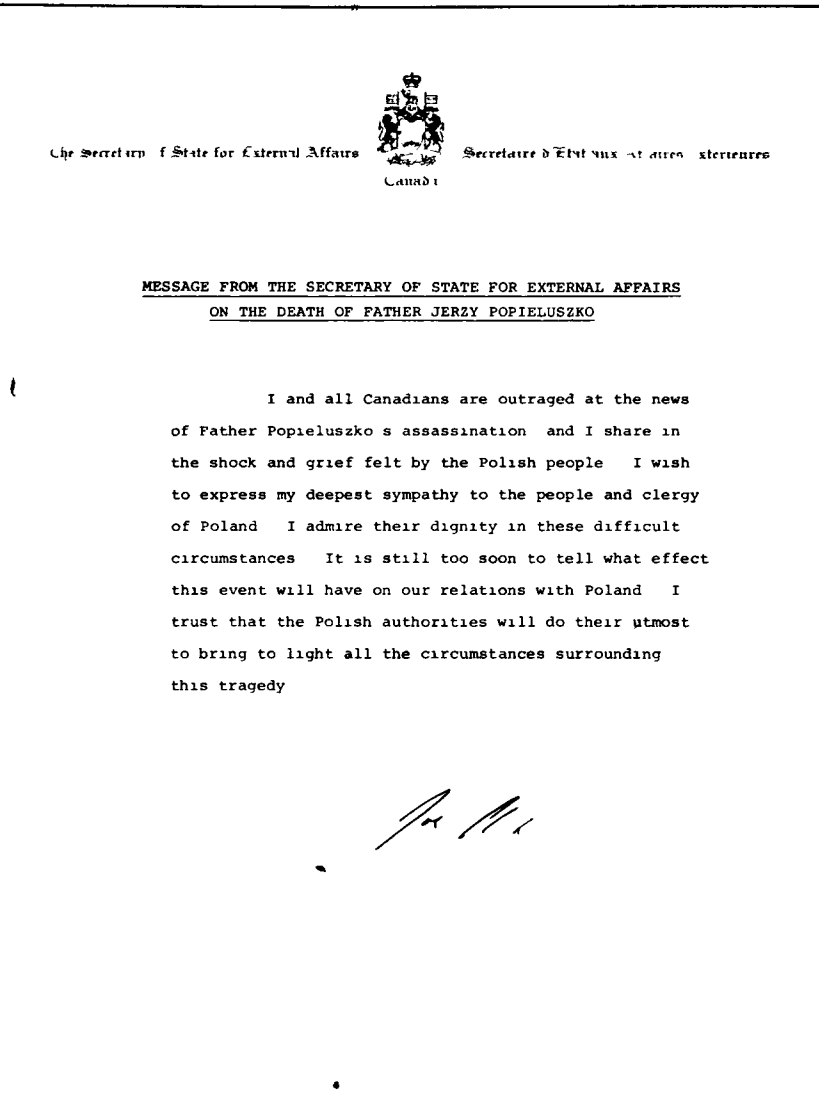 The Secretary of State for External Affairs
Secretaire d'Etat aux Affaires exterieures
Canada
MESSAGE FROM THE SECRETARY OF STATE FOR EXTERNAL AFFAIRS
ON THE DEATH OF FATHER JERZY POPIELUSZKO
I and all Canadians are outraged at the news
of Father Popieluszko s assassination and I share in
the shock and grief felt by the Polish people I wish
to express my deepest sympathy to the people and clergy
of Poland I admire their dignity in these difficult
circumstances It is still too soon to tell what effect
this event will have on our relations with Poland I
trust that the Polish authorities will do their utmost
to bring to light all the circumstances surrounding
this tragedy